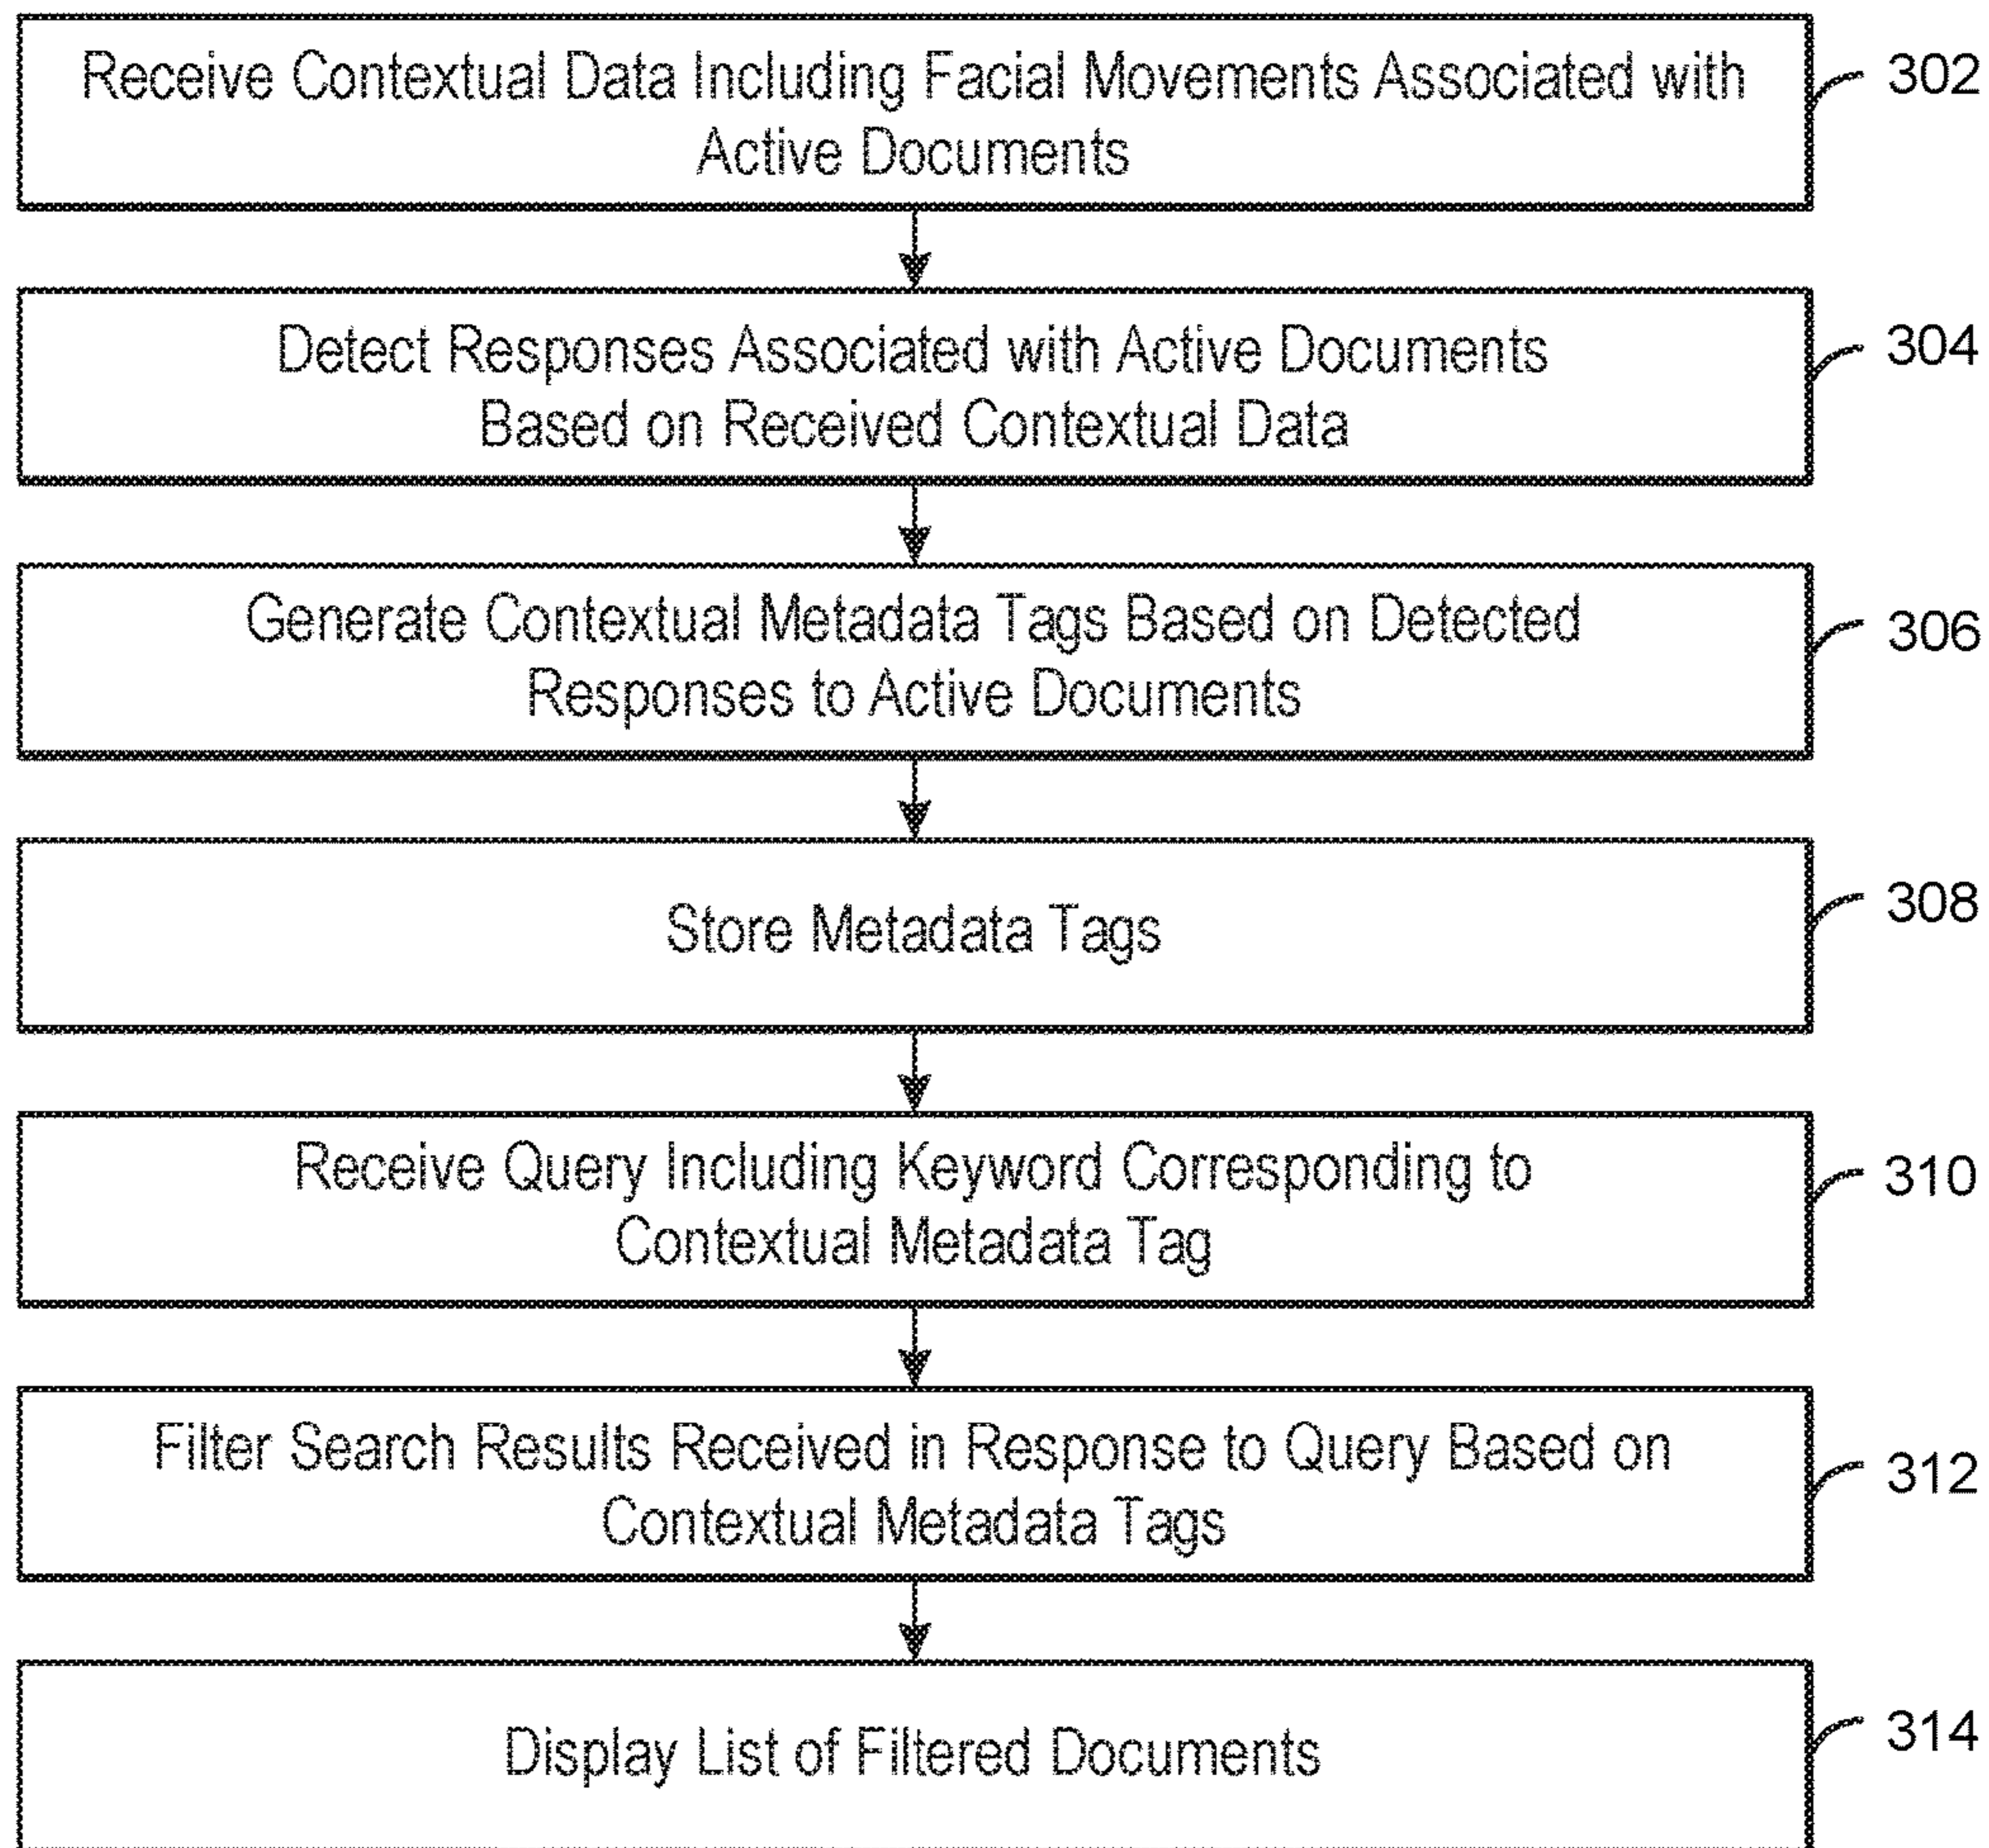 Receive Contextual Data Including Facial Movements Associated with
Active Documents
302
Detect Responses Associated with Active Documents
Based on Received Contextual Data
304
Generate Contextual Metadata Tags Based on Detected
Responses to Active Documents
306
Store Metadata Tags
308
Receive Query Including Keyword Corresponding to
Contextual Metadata Tag
310
Filter Search Results Received in Response to Query Based on
Contextual Metadata Tags
312
Display List of Filtered Documents
314